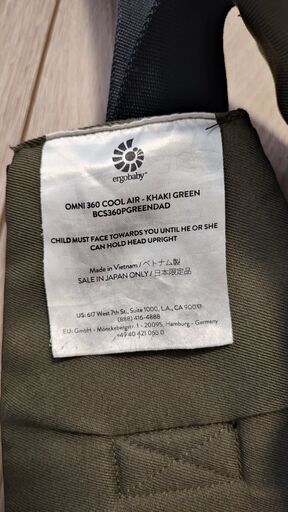 ergobaby
OMNI 360 COOL AIR - KHAKI GREEN
BCS360PGREENDAD
CHILD MUST FACE TOWARDS YOU UNTIL HE OR SHE
CAN HOLD HEAD UPRIGHT
Made in Vietnam / ベトナム製
SALE IN JAPAN ONLY / 日本限定品
US: 617 West 7th St., Suite 1000, L.A., CA 90017
(888) 416-4888
EU: GmbH - Mönckebergstr. 1 - 20095, Hamburg - Germany
+49 40 421 065 0